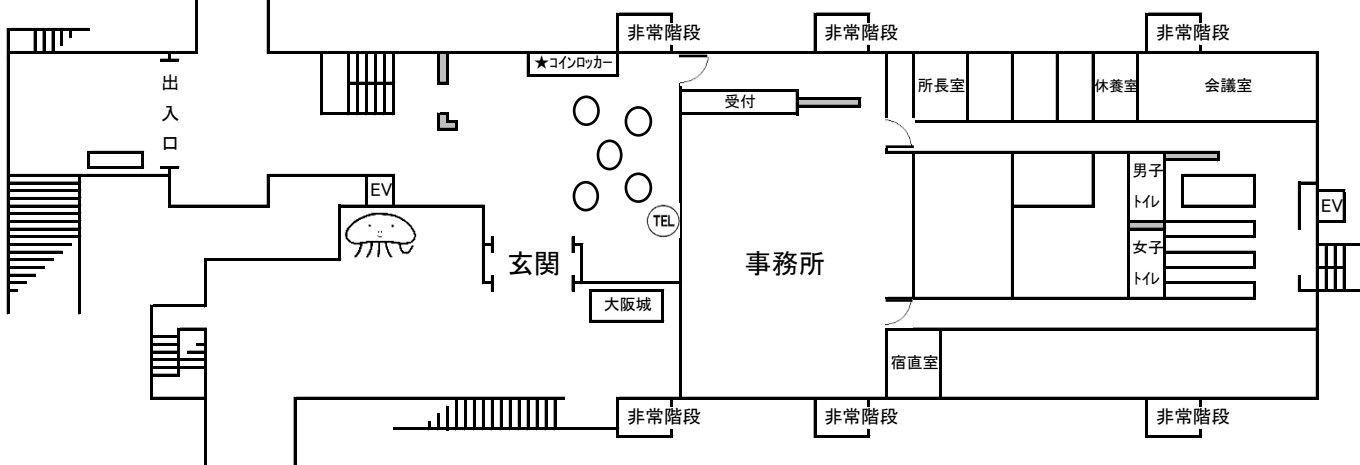 非常階段
非常階段
非常階段
★コインロッカー
出入口
受付
所長室
休養室
会議室
EV
男子
トイレ
EV
TEL
玄関
事務所
女子
トイレ
大阪城
宿直室
非常階段
非常階段
非常階段